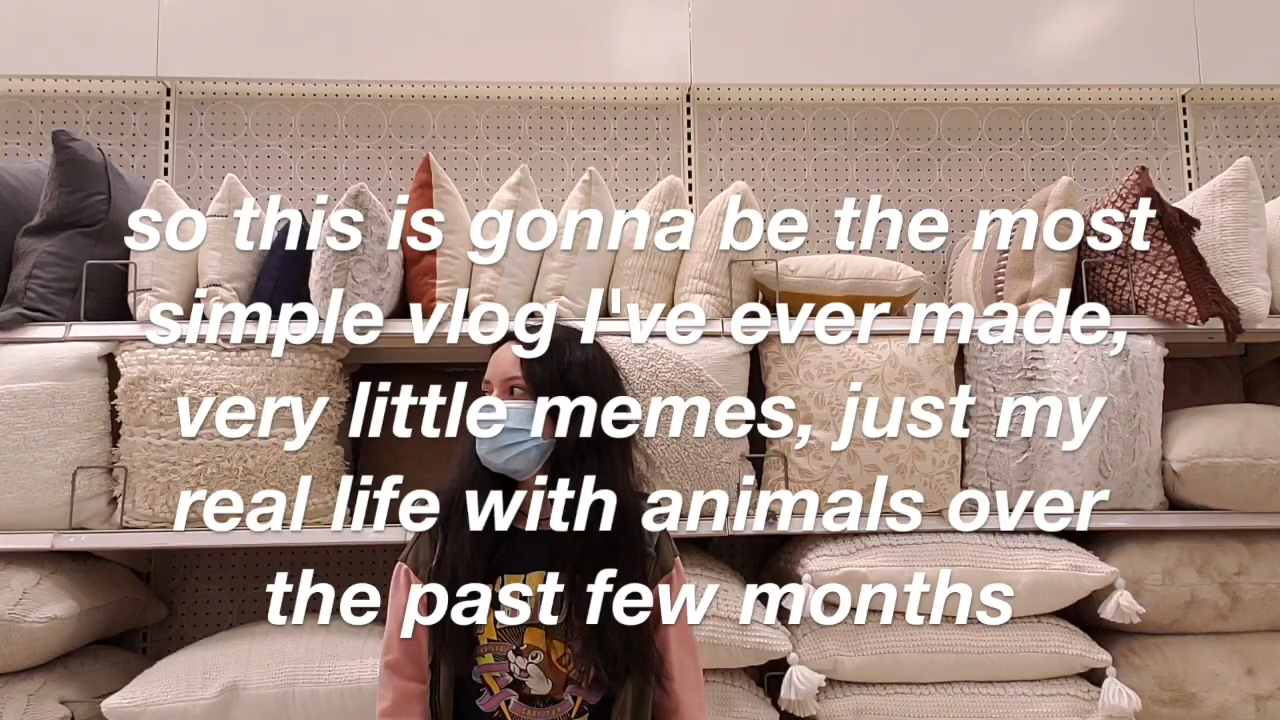 so this is gonna be the most
simple vlog I've ever made,
very little memes, just my
real life with animals over
the past few months